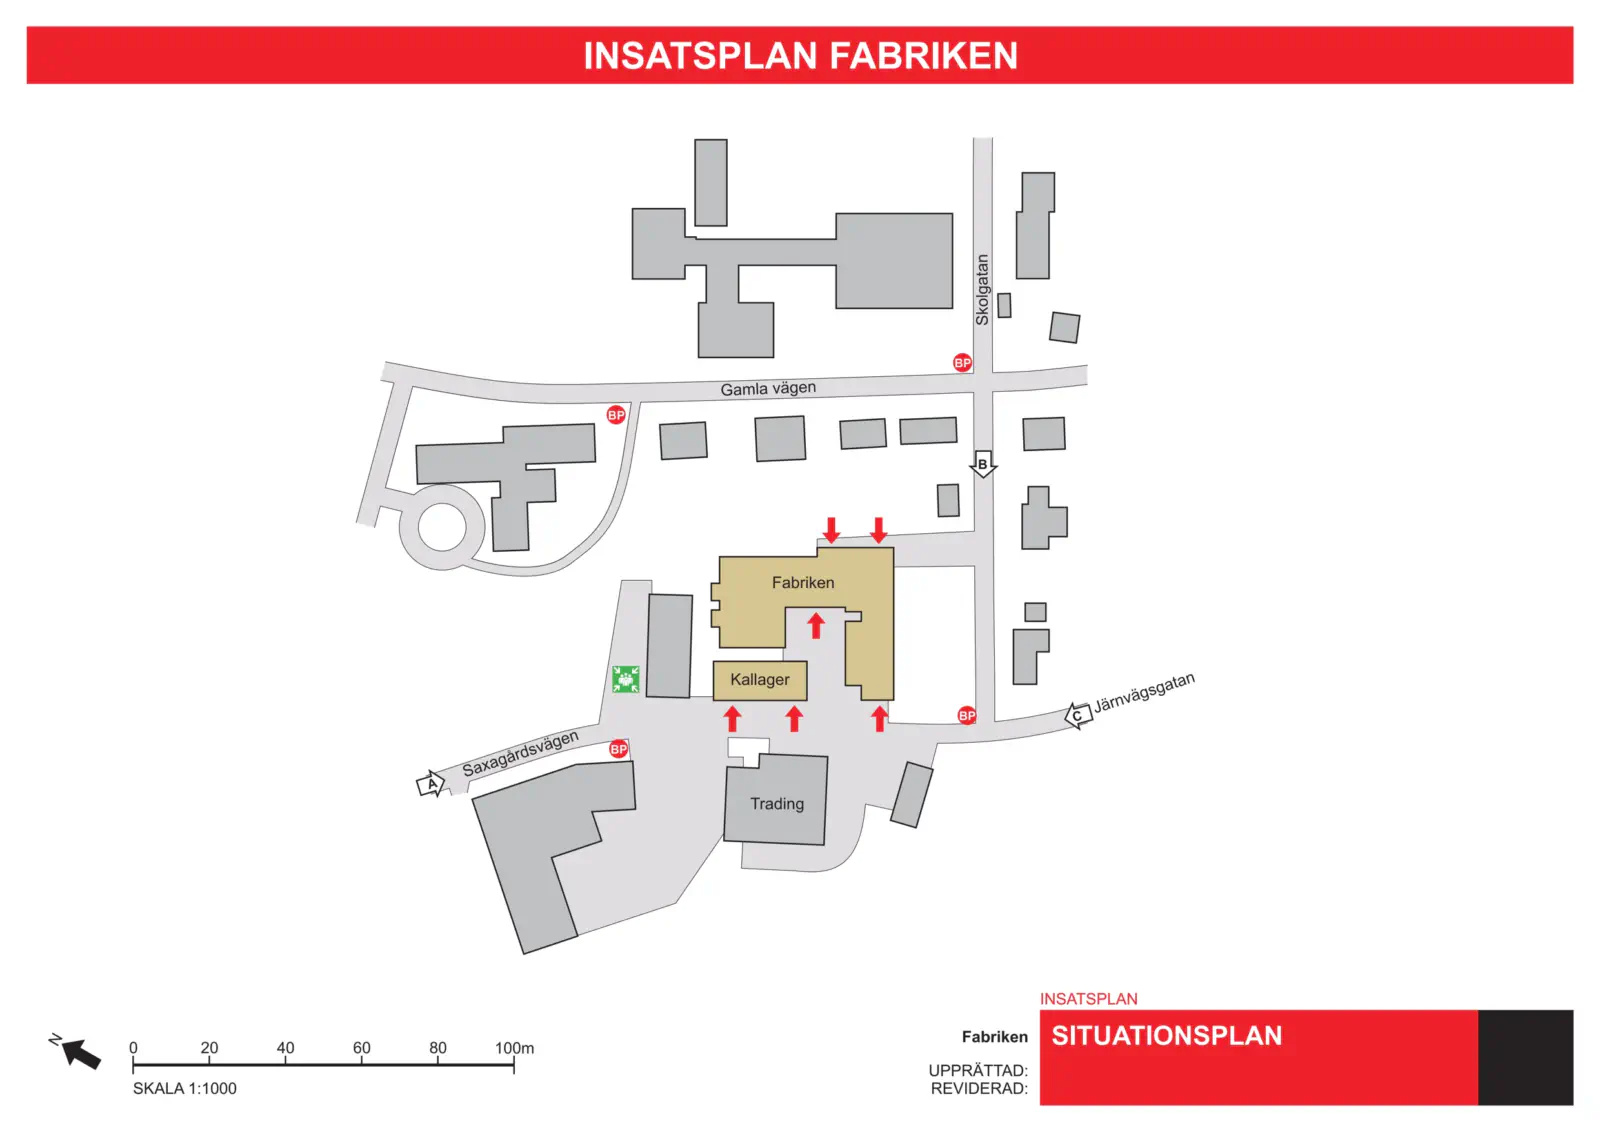 INSATSPLAN FABRIKEN
Skolgatan
BP
Gamla vägen
BP
B
Fabriken
Kallager
Järnvägsgatan
C
BP
Saxagårdsvägen
BP
A
Trading
N
0 20 40 60 80 100m
SKALA 1:1000
INSATSPLAN
Fabriken
SITUATIONSPLAN
UPPRÄTTAD:
REVIDERAD: